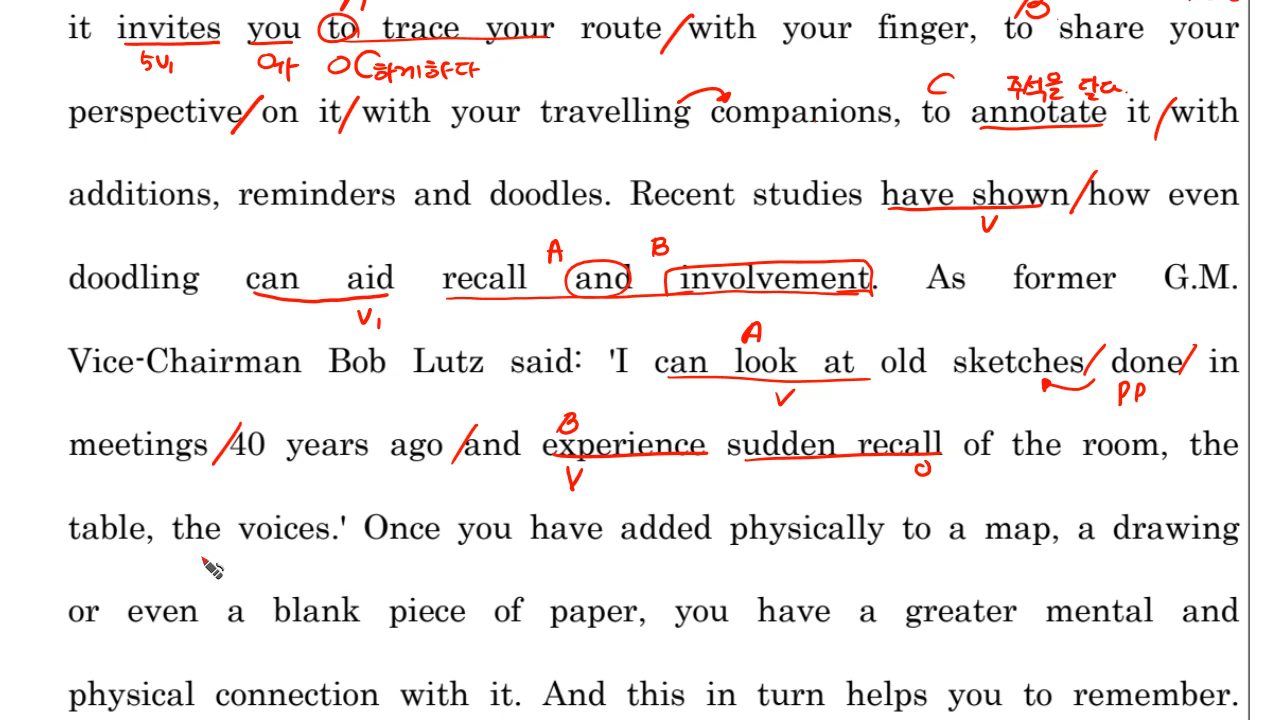 it invites you to trace your route/with your finger, to share your
5V1 O가 OC하게하다
B
perspective/on it/with your travelling companions, to annotate it/with
C 주석을 달다.
additions, reminders and doodles. Recent studies have shown/how even
V
doodling can aid recall and involvement. As former G.M.
V1 A B
Vice-Chairman Bob Lutz said: 'I can look at old sketches/done/in
A V PP
meetings/40 years ago/and experience sudden recall of the room, the
B V O
table, the voices.' Once you have added physically to a map, a drawing
or even a blank piece of paper, you have a greater mental and
physical connection with it. And this in turn helps you to remember.